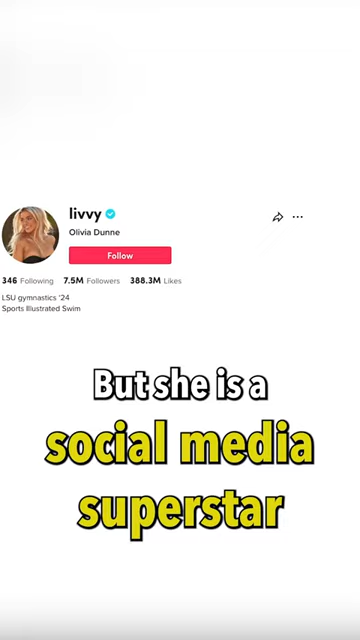 livvy
Olivia Dunne
Follow
346 Following 7.5M Followers 388.3M Likes
LSU gymnastics '24
Sports Illustrated Swim
But she is a
social media
superstar